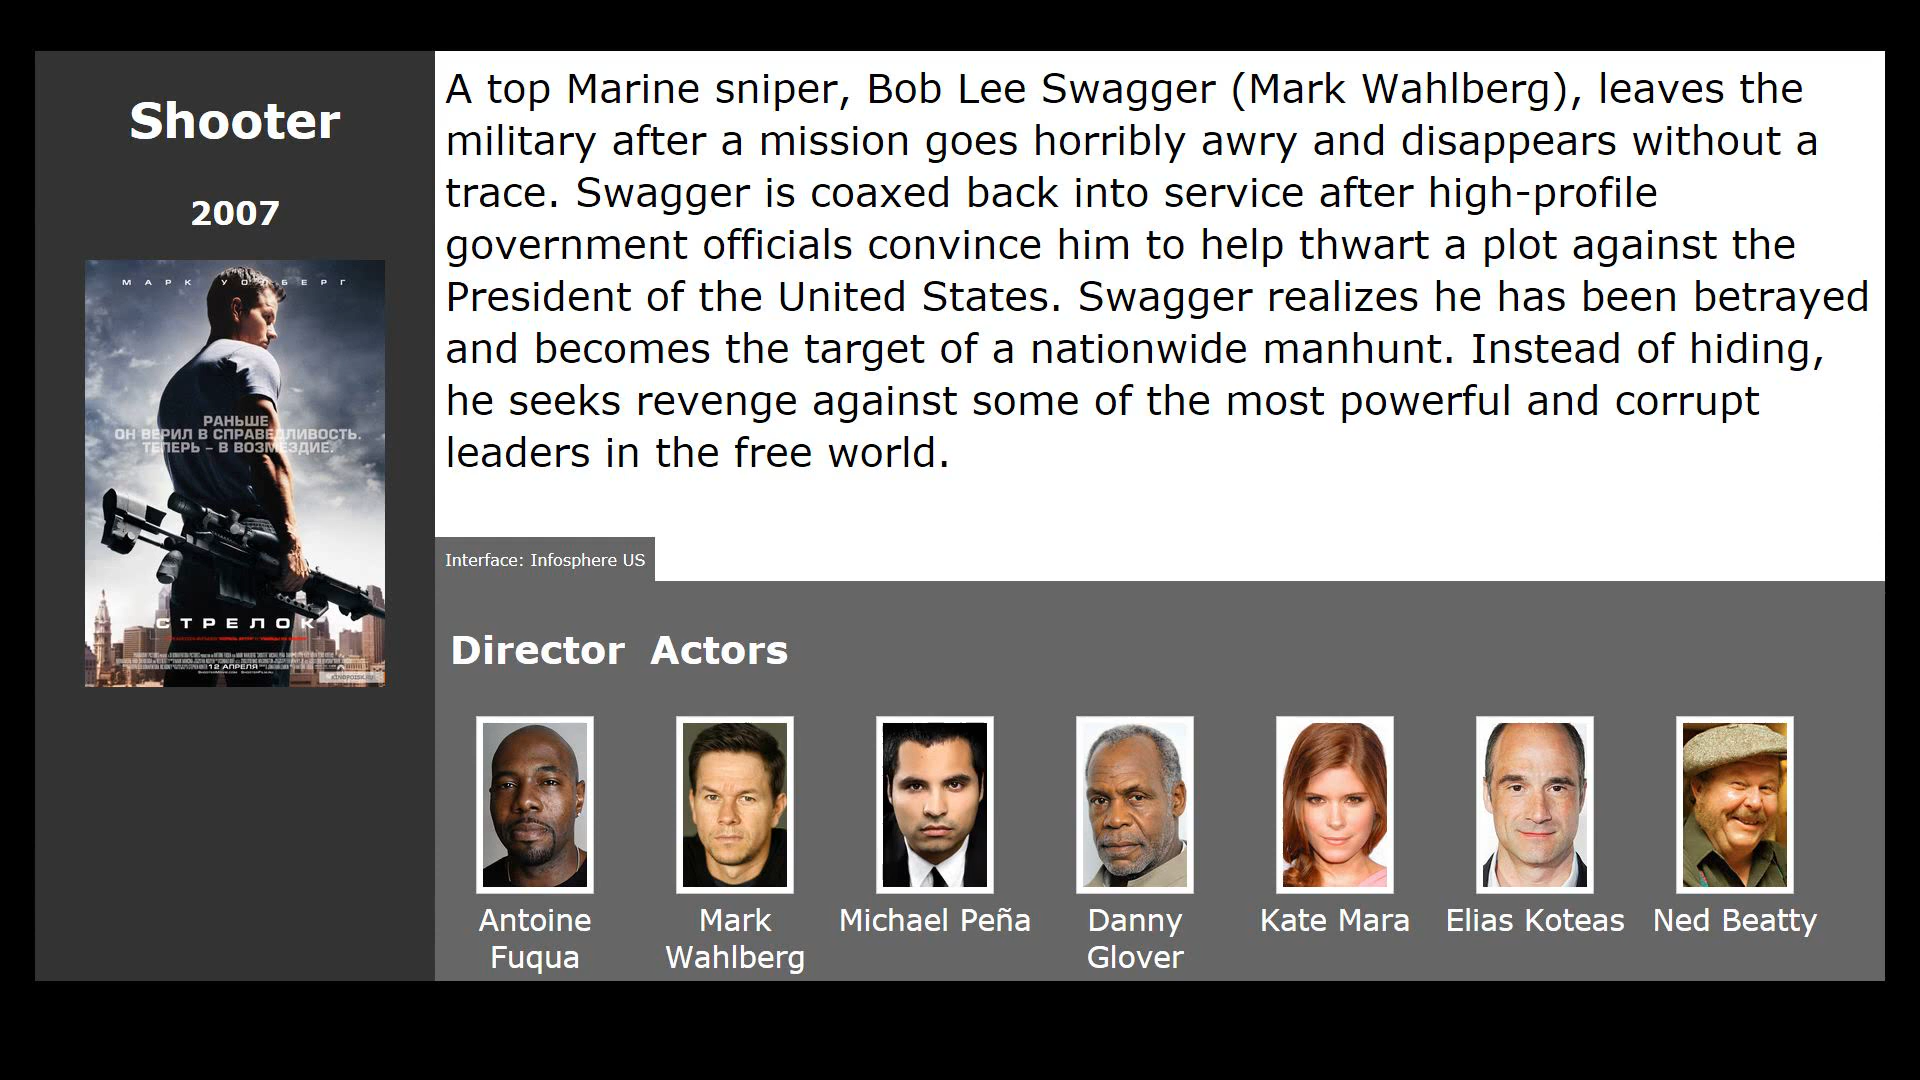 Shooter
2007
МАРК УОЛБЕРГ
РАНЬШЕ
ОН ВЕРИЛ В СПРАВЕДЛИВОСТЬ.
ТЕПЕРЬ – В ВОЗМЕЗДИЕ.
СТРЕЛОК
12 АПРЕЛЯ
KINOPOISK.RU
A top Marine sniper, Bob Lee Swagger (Mark Wahlberg), leaves the
military after a mission goes horribly awry and disappears without a
trace. Swagger is coaxed back into service after high-profile
government officials convince him to help thwart a plot against the
President of the United States. Swagger realizes he has been betrayed
and becomes the target of a nationwide manhunt. Instead of hiding,
he seeks revenge against some of the most powerful and corrupt
leaders in the free world.
Interface: Infosphere US
Director Actors
Antoine
Fuqua
Mark
Wahlberg
Michael Peña
Danny
Glover
Kate Mara
Elias Koteas
Ned Beatty